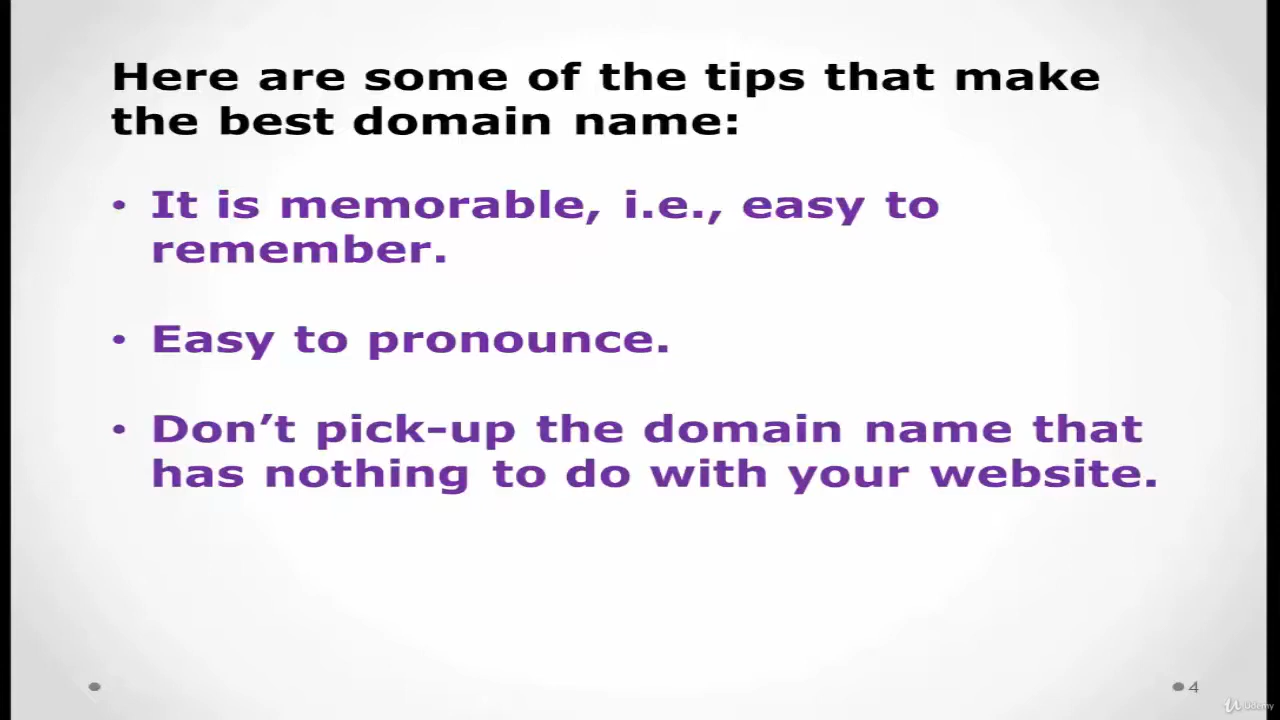 Here are some of the tips that make
the best domain name:
• It is memorable, i.e., easy to
remember.
• Easy to pronounce.
• Don’t pick-up the domain name that
has nothing to do with your website.
4
Udemy